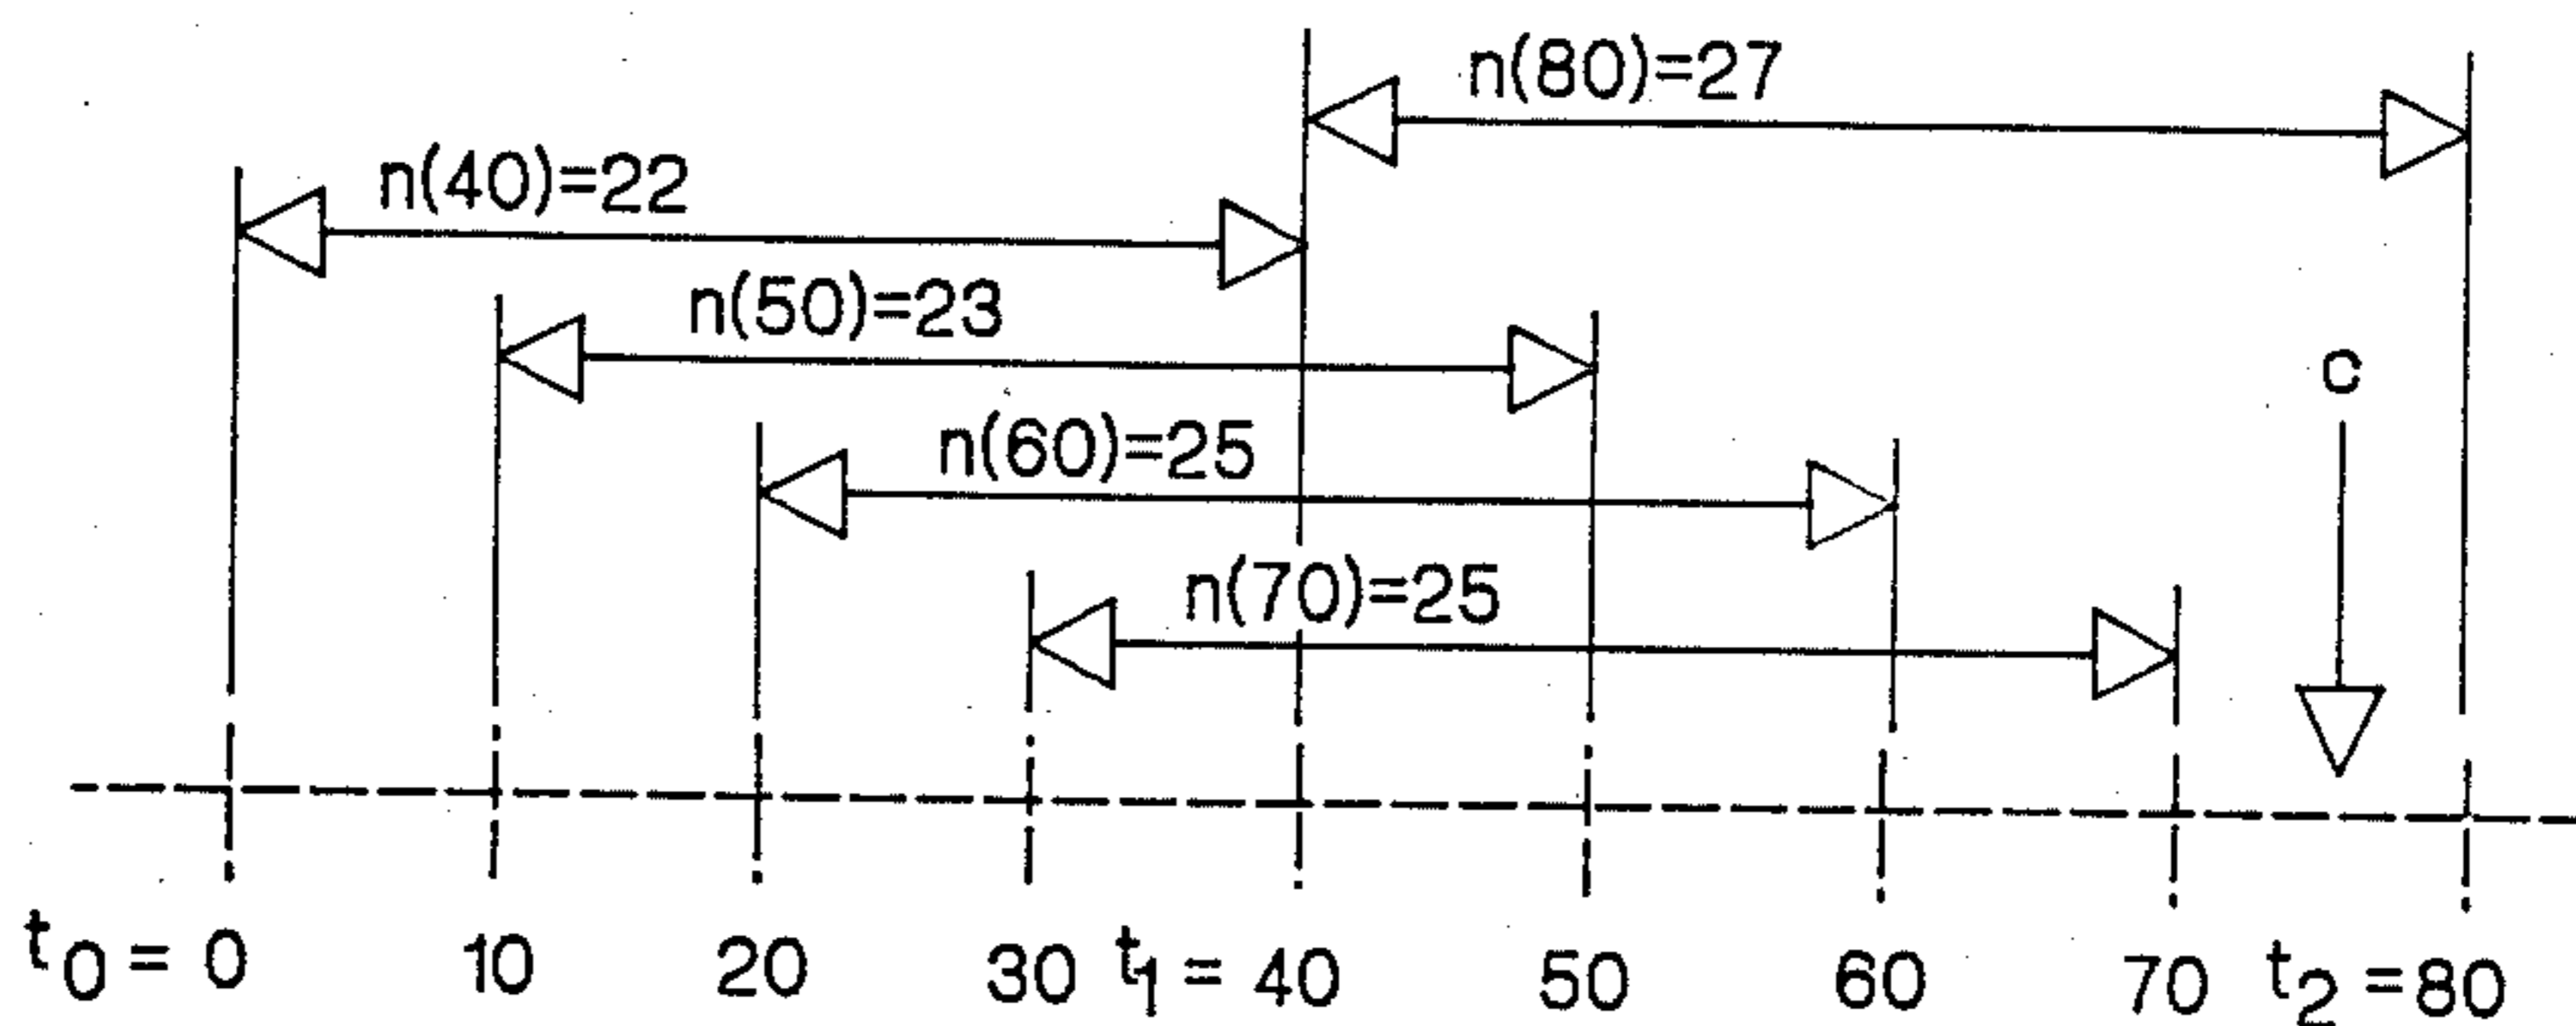 n(80)=27
n(40)=22
n(50)=23
c
n(60)=25
n(70)=25
t0 = 0 10 20 30 t1 = 40 50 60 70 t2 = 80